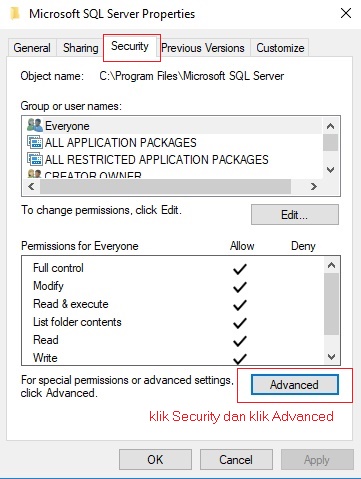 Microsoft SQL Server Properties
General Sharing Security Previous Versions Customize
Object name: C:\Program Files\Microsoft SQL Server
Group or user names:
Everyone
ALL APPLICATION PACKAGES
ALL RESTRICTED APPLICATION PACKAGES
CREATOR OWNER
To change permissions, click Edit.
Edit...
Permissions for Everyone Allow Deny
Full control
Modify
Read & execute
List folder contents
Read
Write
For special permissions or advanced settings,
click Advanced.
Advanced
klik Security dan klik Advanced
OK Cancel Apply